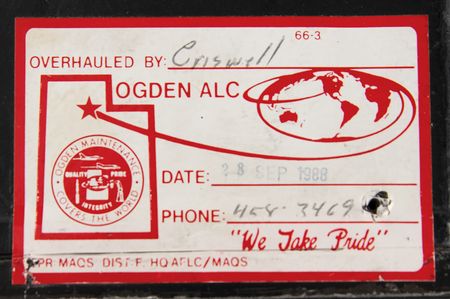 66-3
OVERHAULED BY: Criswell
OGDEN ALC
OGDEN MAINTENANCE
QUALITY PRIDE
INTEGRITY
COVERS THE WORLD
DATE: 28 SEP 1988
PHONE: 458-3469
"We Take Pride"
PR MAQS DIST F. HQ AFLC/MAQS